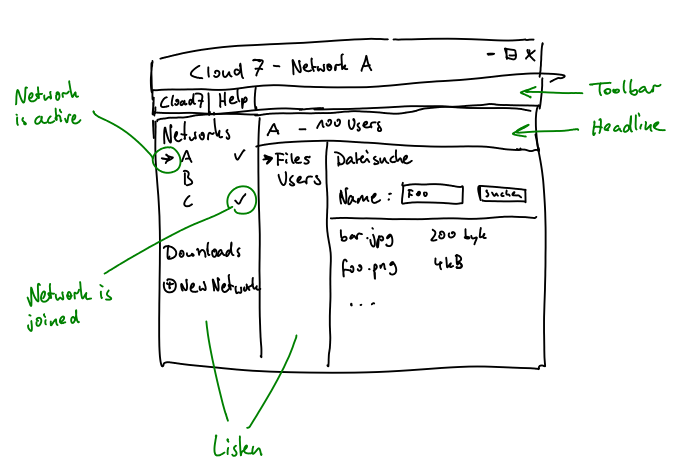 Cloud 7 - Network A
Cloud7 Help
Toolbar
Network is active
Networks
A - 100 Users
Headline
A
B
C
Files
Users
Dateisuche
Name: Foo Suchen
Downloads
bar.jpg 200 byte
foo.png 4kB
New Network
...
Network is
joined
Listen